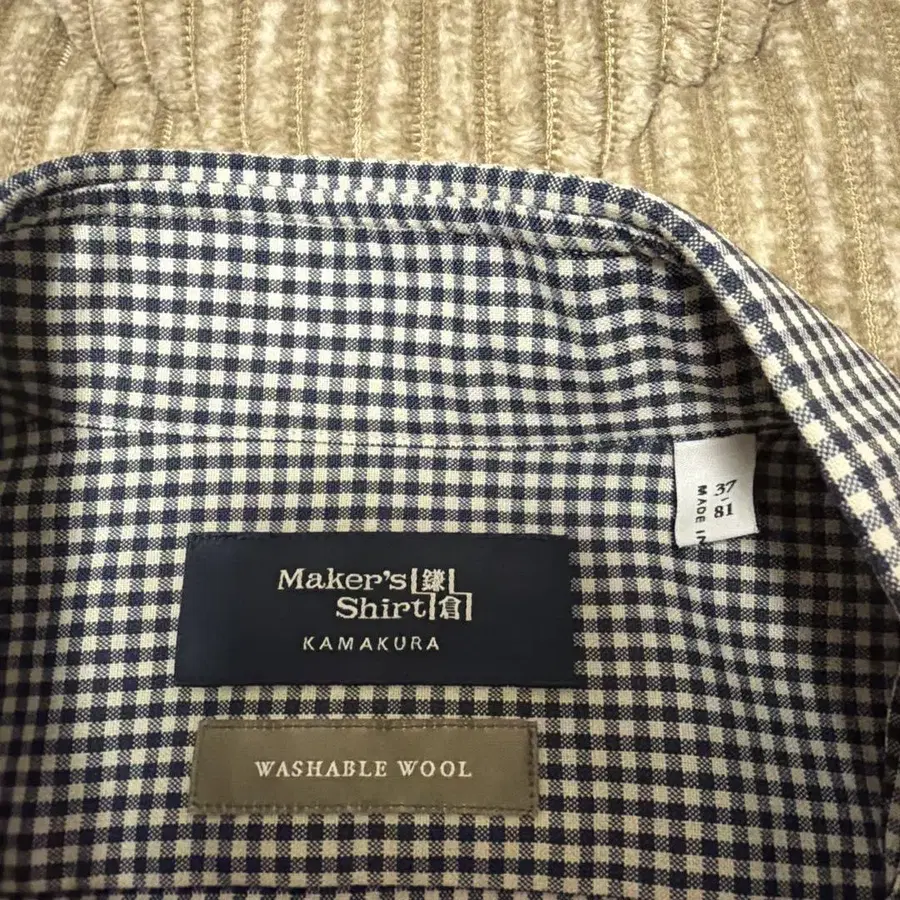 Maker's 鎌
Shirt 倉
KAMAKURA
WASHABLE WOOL
37
81
MADE IN